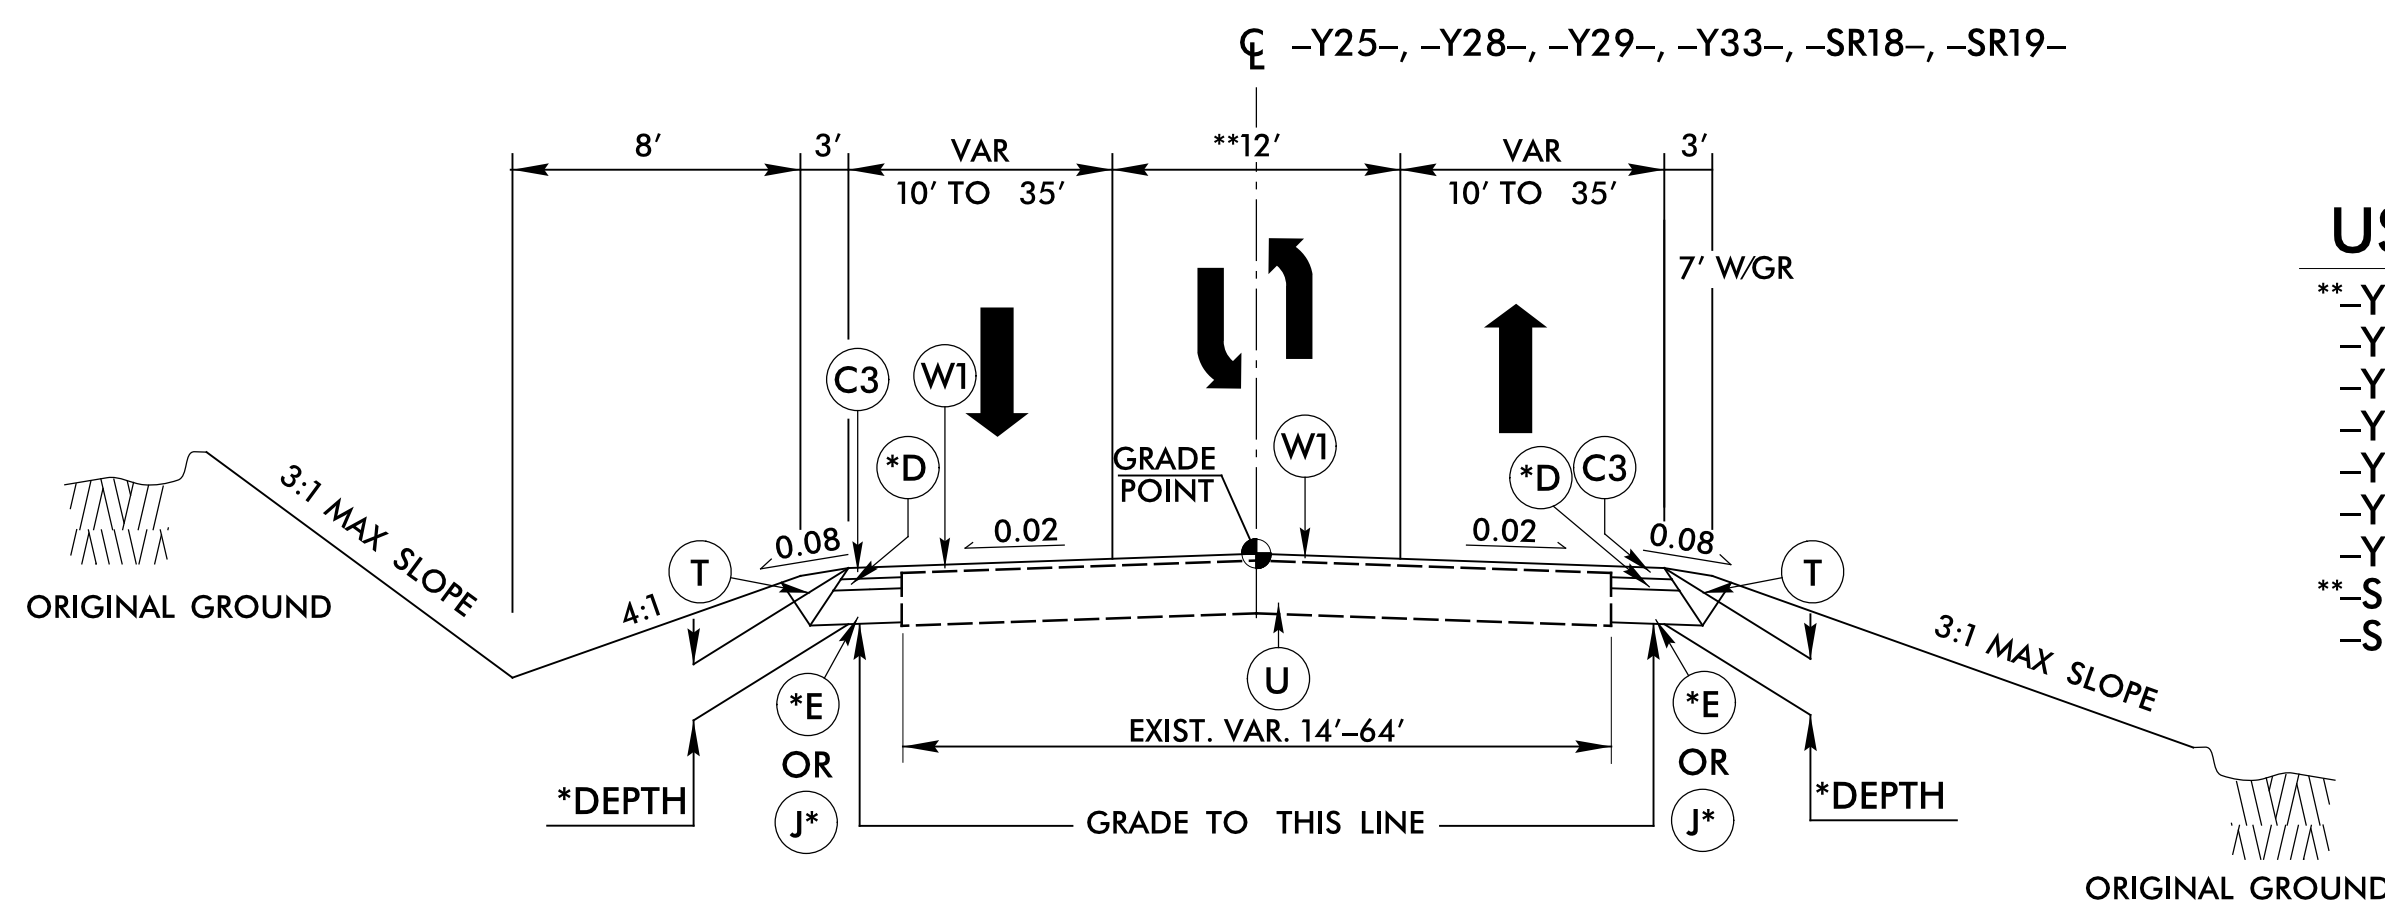 ℄ –Y25–, –Y28–, –Y29–, –Y33–, –SR18–, –SR19–
8' 3' VAR **12' VAR 3'
10' TO 35' 10' TO 35'
7' W/GR
**–Y
–Y
–Y
–Y
–Y
–Y
–Y
**–S
–S
C3 W1
*D
GRADE
POINT
W1
*D C3
3:1 MAX SLOPE
0.08 0.02 0.02 0.08
T T
ORIGINAL GROUND
4:1
3:1 MAX SLOPE
U
*E *E
EXIST. VAR. 14'–64'
OR OR
*DEPTH *DEPTH
J* GRADE TO THIS LINE J*
ORIGINAL GROUND